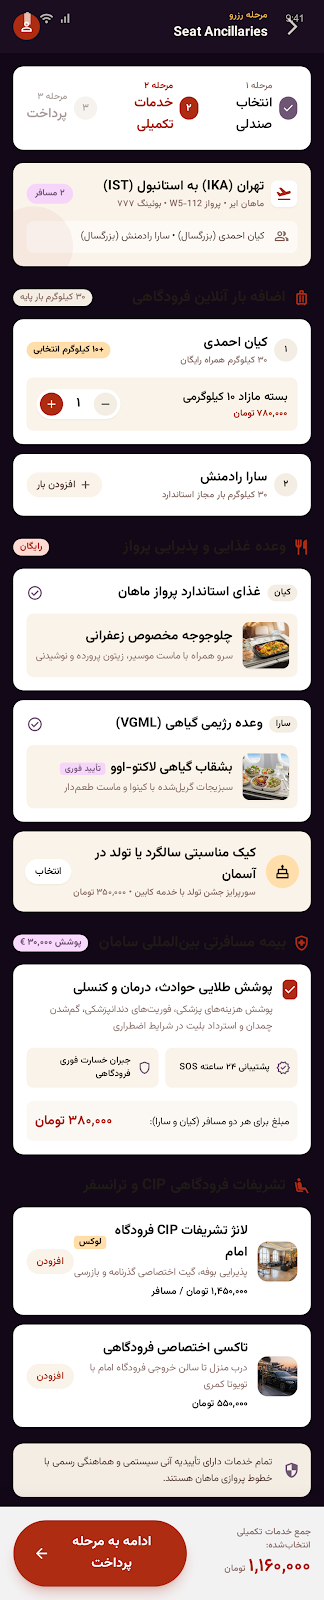 9:41
مرحله رزرو
Seat Ancillaries
مرحله ۱
انتخاب
صندلی
مرحله ۲
خدمات
تکمیلی
۲
مرحله ۳
پرداخت
۳
تهران (IKA) به استانبول (IST)
ماهان ایر • پرواز W5-112 • بوئینگ ۷۷۷
۲ مسافر
کیان احمدی (بزرگسال) • سارا رادمنش (بزرگسال)
اضافه بار آنلاین فرودگاهی
۳۰ کیلوگرم بار پایه
۱
کیان احمدی
۳۰ کیلوگرم همراه رایگان
+۱۰ کیلوگرم انتخابی
بسته مازاد ۱۰ کیلوگرمی
۷۸۰,۰۰۰ تومان
۱
۲
سارا رادمنش
۳۰ کیلوگرم بار مجاز استاندارد
افزودن بار
وعده غذایی و پذیرایی پرواز
رایگان
کیان
غذای استاندارد پرواز ماهان
چلوجوجه مخصوص زعفرانی
سرو همراه با ماست موسیر، زیتون پرورده و نوشیدنی
سارا
وعده رژیمی گیاهی (VGML)
بشقاب گیاهی لاکتو-اوو
تایید فوری
سبزیجات گریل‌شده با کینوا و ماست طعم‌دار
کیک مناسبتی سالگرد یا تولد در
آسمان
سورپرایز جشن تولد با خدمه کابین • ۳۵۰,۰۰۰ تومان
انتخاب
بیمه مسافرتی بین‌المللی سامان
پوشش ۳۰,۰۰۰ €
پوشش طلایی حوادث، درمان و کنسلی
پوشش هزینه‌های پزشکی، فوریت‌های دندانپزشکی، گم‌شدن
چمدان و استرداد بلیت در شرایط اضطراری
پشتیبانی ۲۴ ساعته SOS
جبران خسارت فوری
فرودگاهی
مبلغ برای هر دو مسافر (کیان و سارا):
۳۸۰,۰۰۰ تومان
تشریفات فرودگاهی CIP و ترانسفر
لانژ تشریفات CIP فرودگاه
امام
لوکس
پذیرایی بوفه، گیت اختصاصی گذرنامه و بازرسی
۱,۴۵۰,۰۰۰ تومان / مسافر
افزودن
تاکسی اختصاصی فرودگاهی
درب منزل تا سالن خروجی فرودگاه امام با
تویوتا کمری
۵۵۰,۰۰۰ تومان
افزودن
تمام خدمات دارای تأییدیه آنی سیستمی و هماهنگی رسمی با
خطوط پروازی ماهان هستند.
جمع خدمات تکمیلی
انتخاب‌شده:
۱,۱۶۰,۰۰۰ تومان
ادامه به مرحله
پرداخت